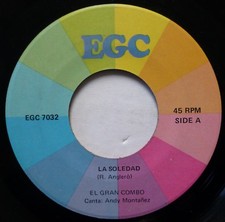 EGC
EGC 7032
45 RPM
SIDE A
LA SOLEDAD
(R. Angleró)
EL GRAN COMBO
Canta: Andy Montañez